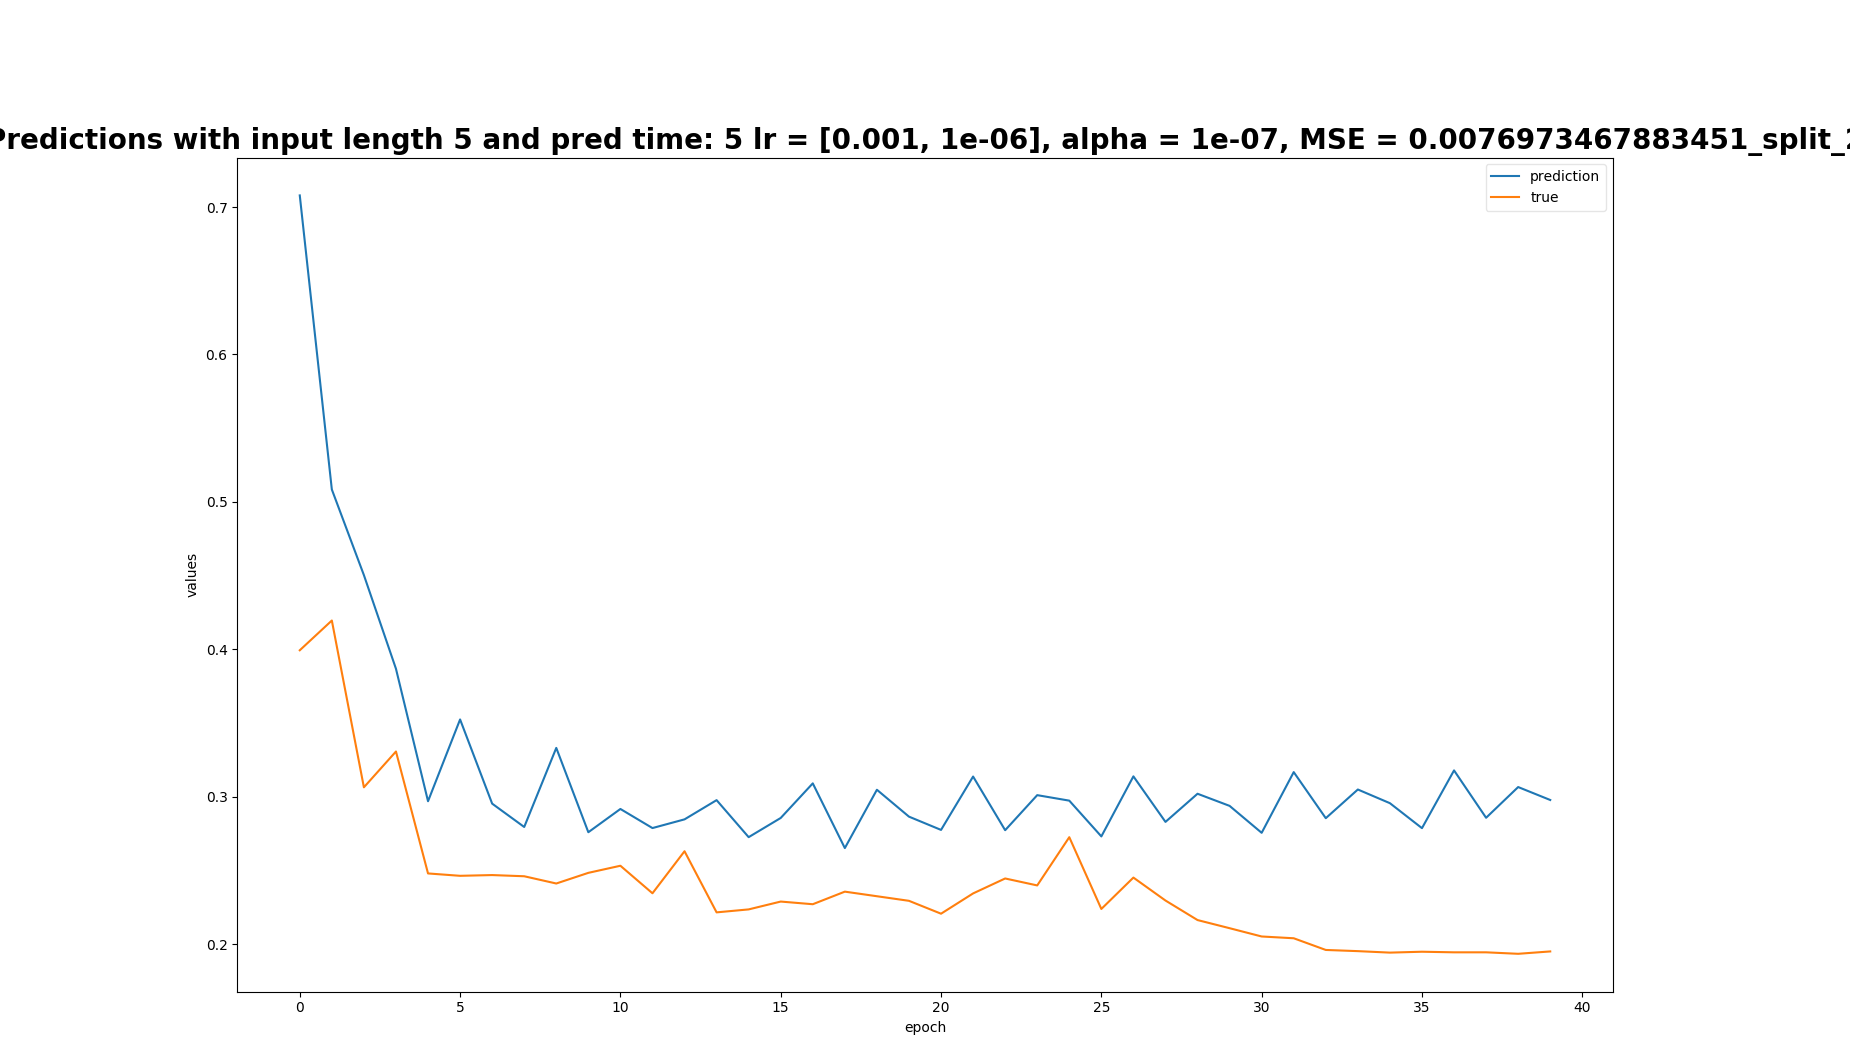 Predictions with input length 5 and pred time: 5 lr = [0.001, 1e-06], alpha = 1e-07, MSE = 0.0076973467883451_split_2
prediction
true
0.7
0.6
0.5
0.4
0.3
0.2
values
0 5 10 15 20 25 30 35 40
epoch